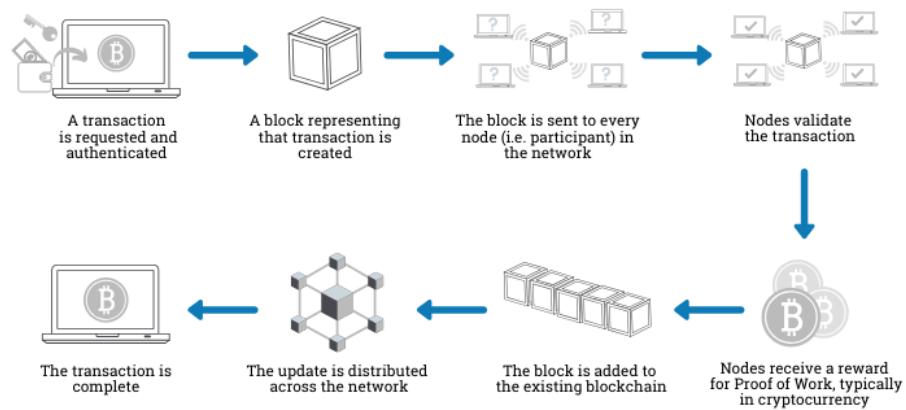 A transaction
is requested and
authenticated
A block representing
that transaction is
created
The block is sent to every
node (i.e. participant) in
the network
Nodes validate
the transaction
The transaction is
complete
The update is distributed
across the network
The block is added to
the existing blockchain
Nodes receive a reward
for Proof of Work, typically
in cryptocurrency